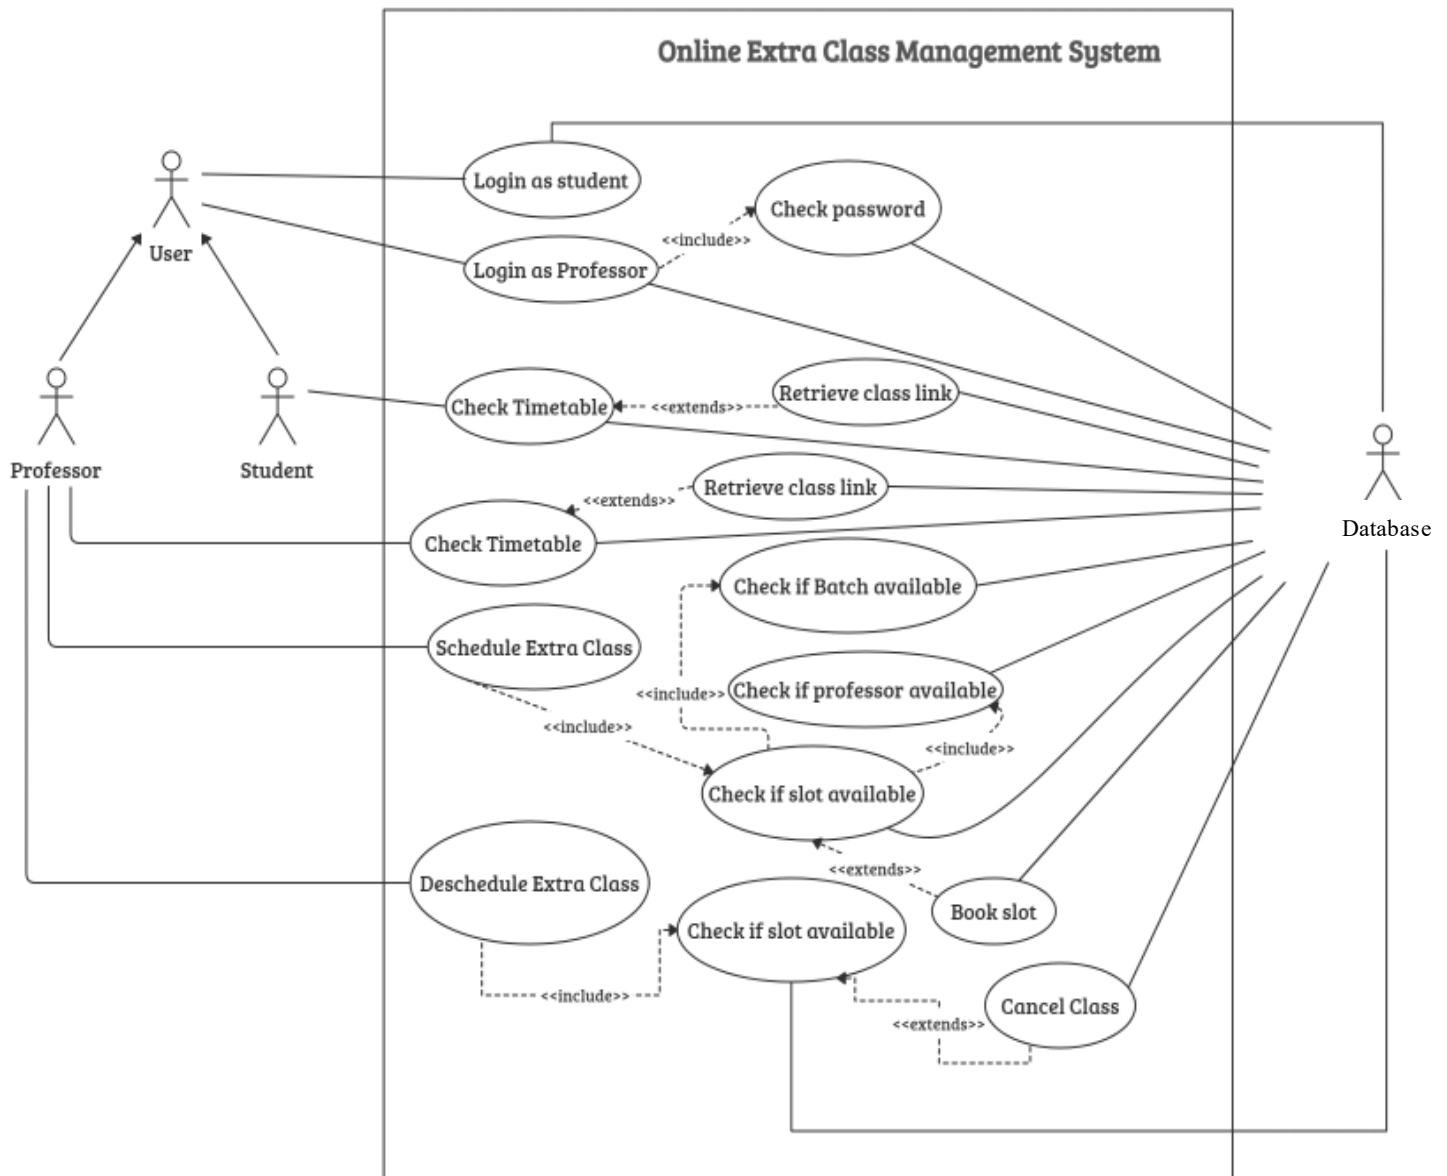 Online Extra Class Management System
Login as student
Check password
<<include>>
User
Login as Professor
Retrieve class link
Check Timetable
<<extends>>
Professor
Student
Retrieve class link
<<extends>>
Database
Check Timetable
Check if Batch available
Schedule Extra Class
<<include>>
Check if professor available
<<include>>
<<include>>
Check if slot available
<<extends>>
Deschedule Extra Class
Book slot
Check if slot available
<<include>>
Cancel Class
<<extends>>